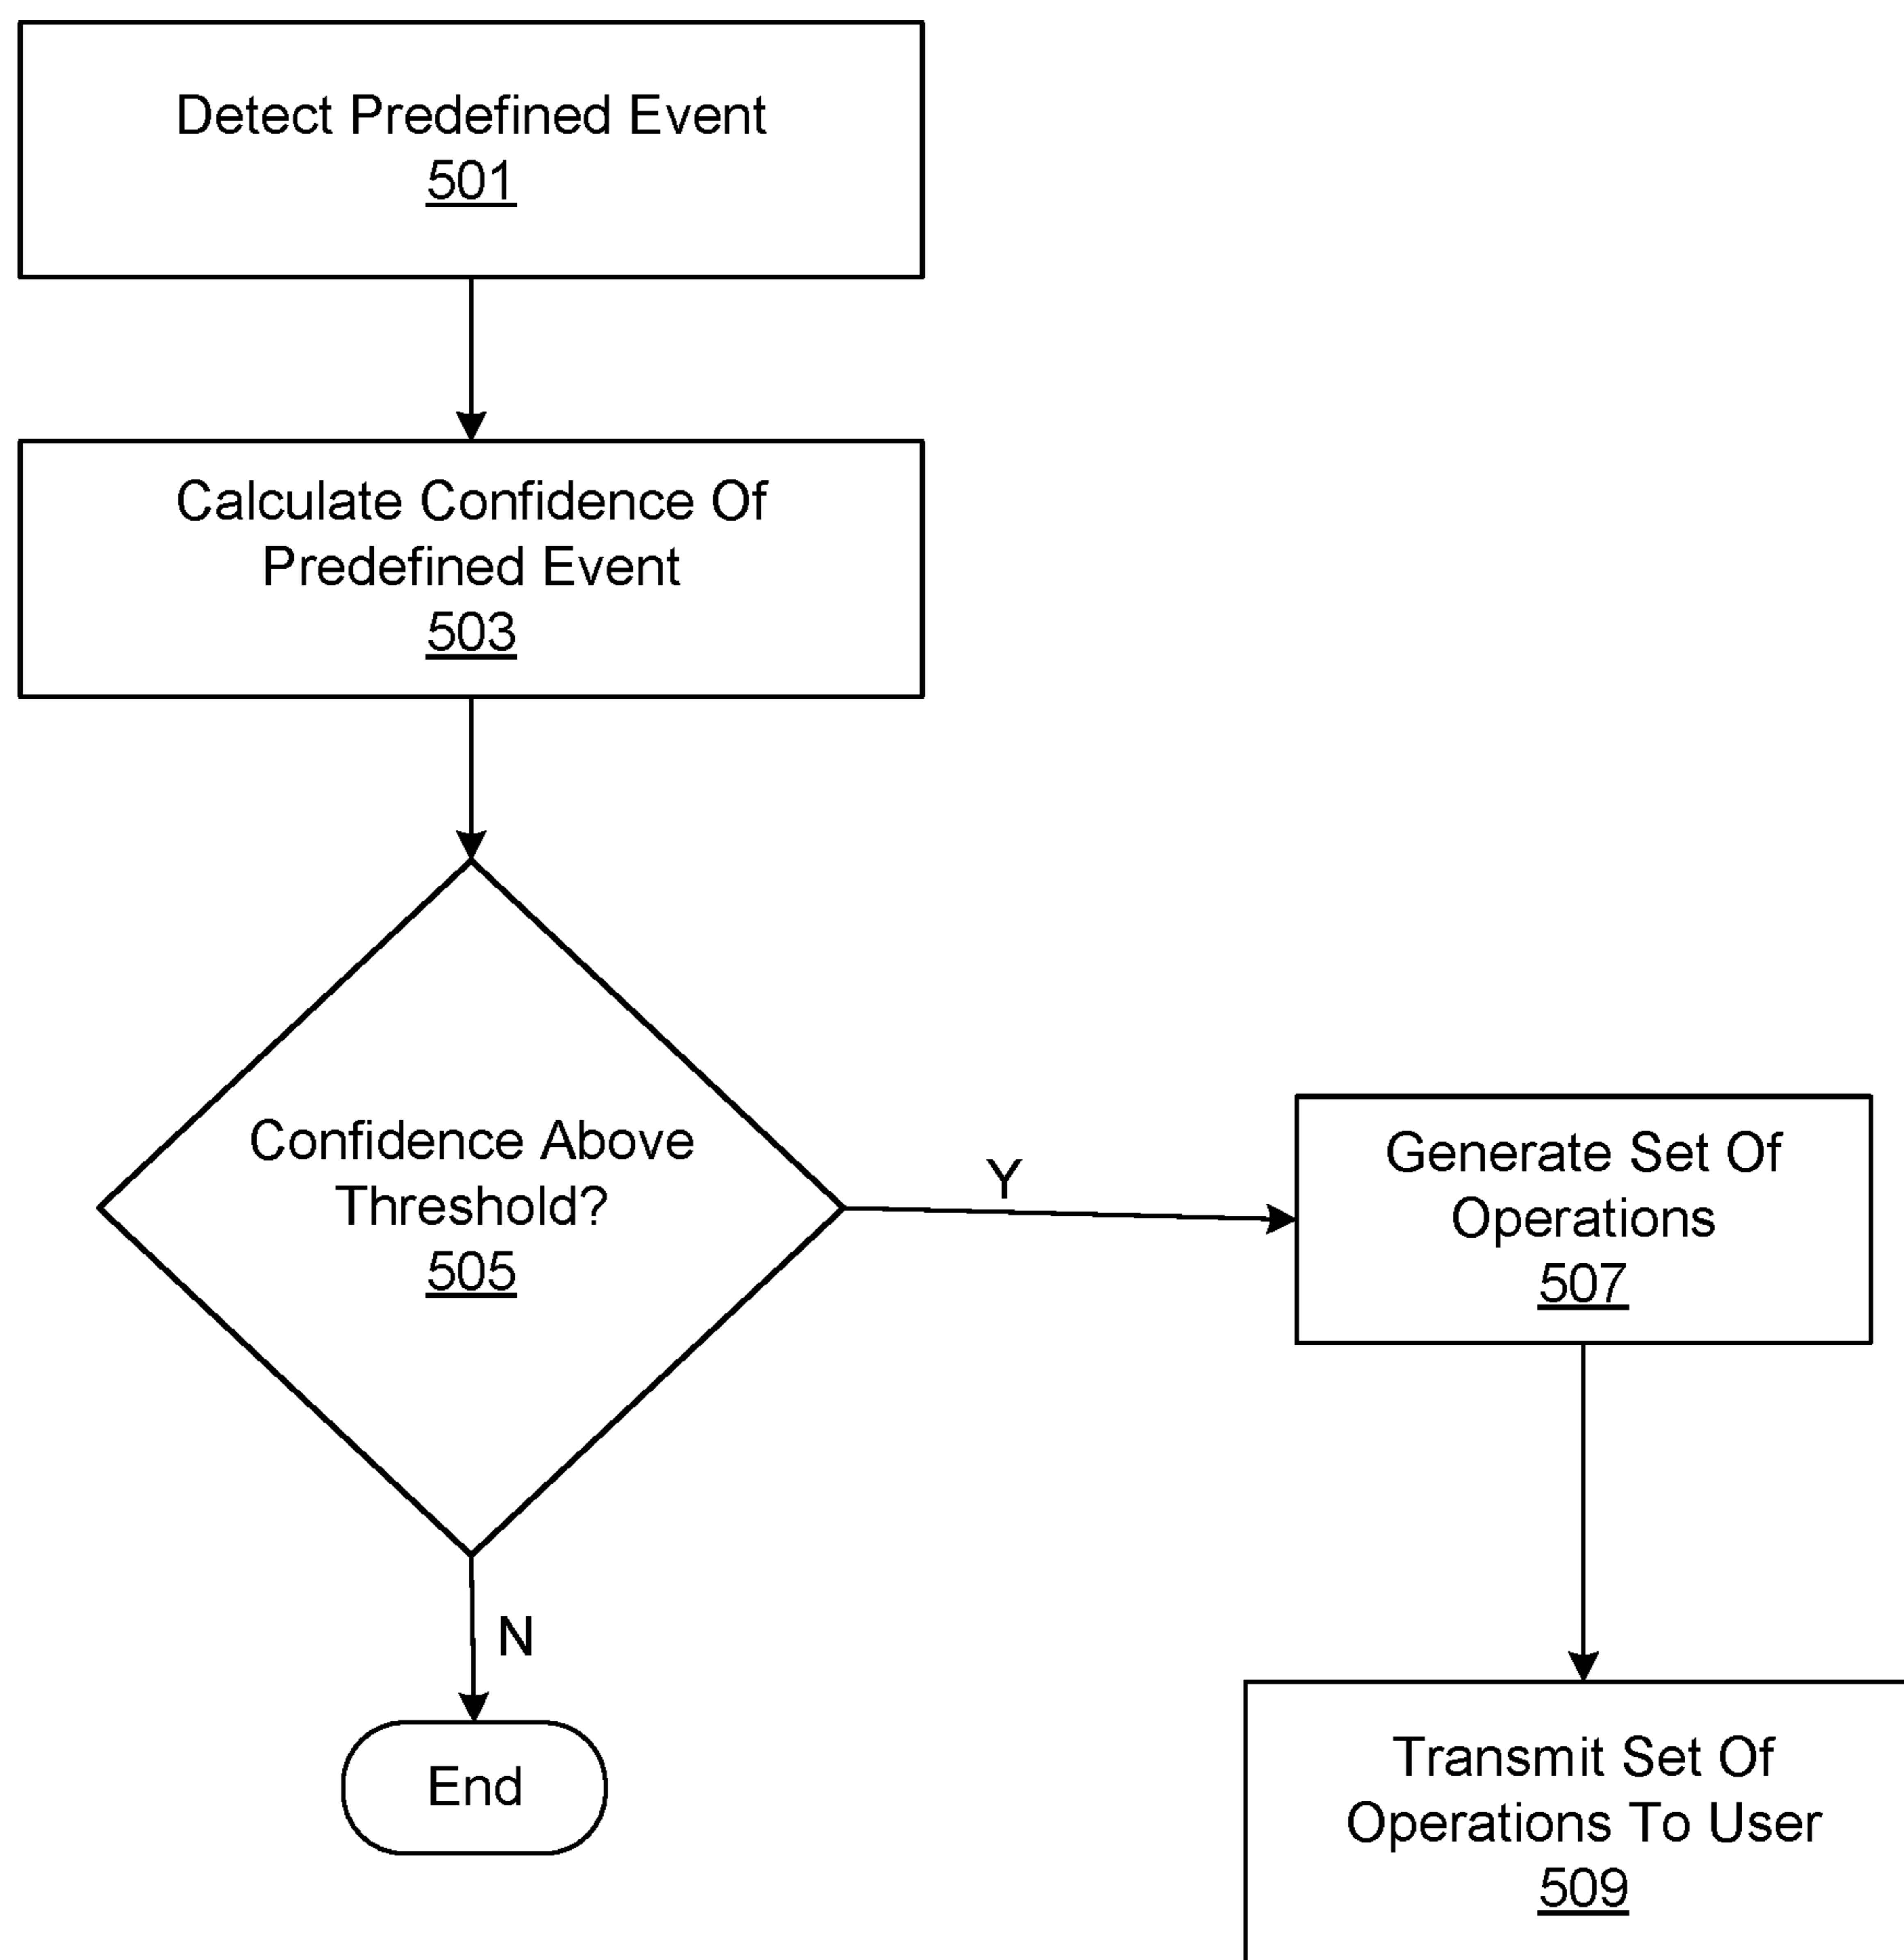 Detect Predefined Event
501
Calculate Confidence Of
Predefined Event
503
Confidence Above
Threshold?
505
Y
Generate Set Of
Operations
507
N
End
Transmit Set Of
Operations To User
509